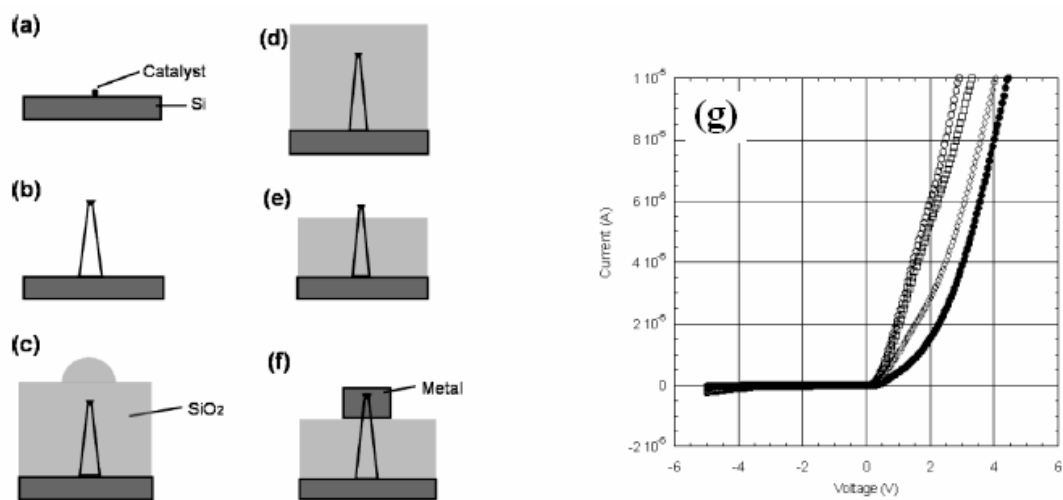 (a)
Catalyst
Si
(b)
(c)
SiO₂
(d)
(e)
(f)
Metal
(g)
Current (A)
1 10⁻⁵
8 10⁻⁶
6 10⁻⁶
4 10⁻⁶
2 10⁻⁶
0
-2 10⁻⁶
-6 -4 -2 0 2 4 6
Voltage (V)